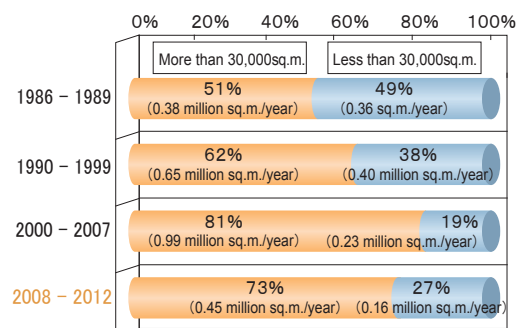 0% 20% 40% 60% 80% 100%
More than 30,000sq.m. Less than 30,000sq.m.
1986 - 1989 51% 49%
(0.38 million sq.m./year) (0.36 sq.m./year)
1990 - 1999 62% 38%
(0.65 million sq.m./year) (0.40 million sq.m./year)
2000 - 2007 81% 19%
(0.99 million sq.m./year) (0.23 million sq.m./year)
2008 - 2012 73% 27%
(0.45 million sq.m./year) (0.16 million sq.m./year)